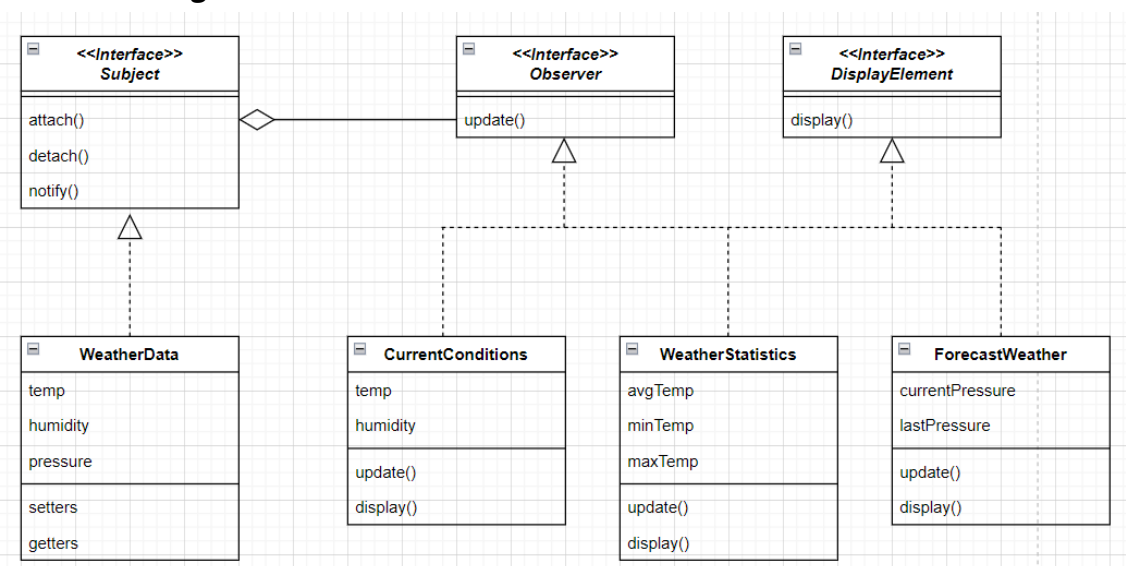 <<Interface>>
Subject
attach()
detach()
notify()
<<Interface>>
Observer
update()
<<Interface>>
DisplayElement
display()
WeatherData
temp
humidity
pressure
setters
getters
CurrentConditions
temp
humidity
update()
display()
WeatherStatistics
avgTemp
minTemp
maxTemp
update()
display()
ForecastWeather
currentPressure
lastPressure
update()
display()